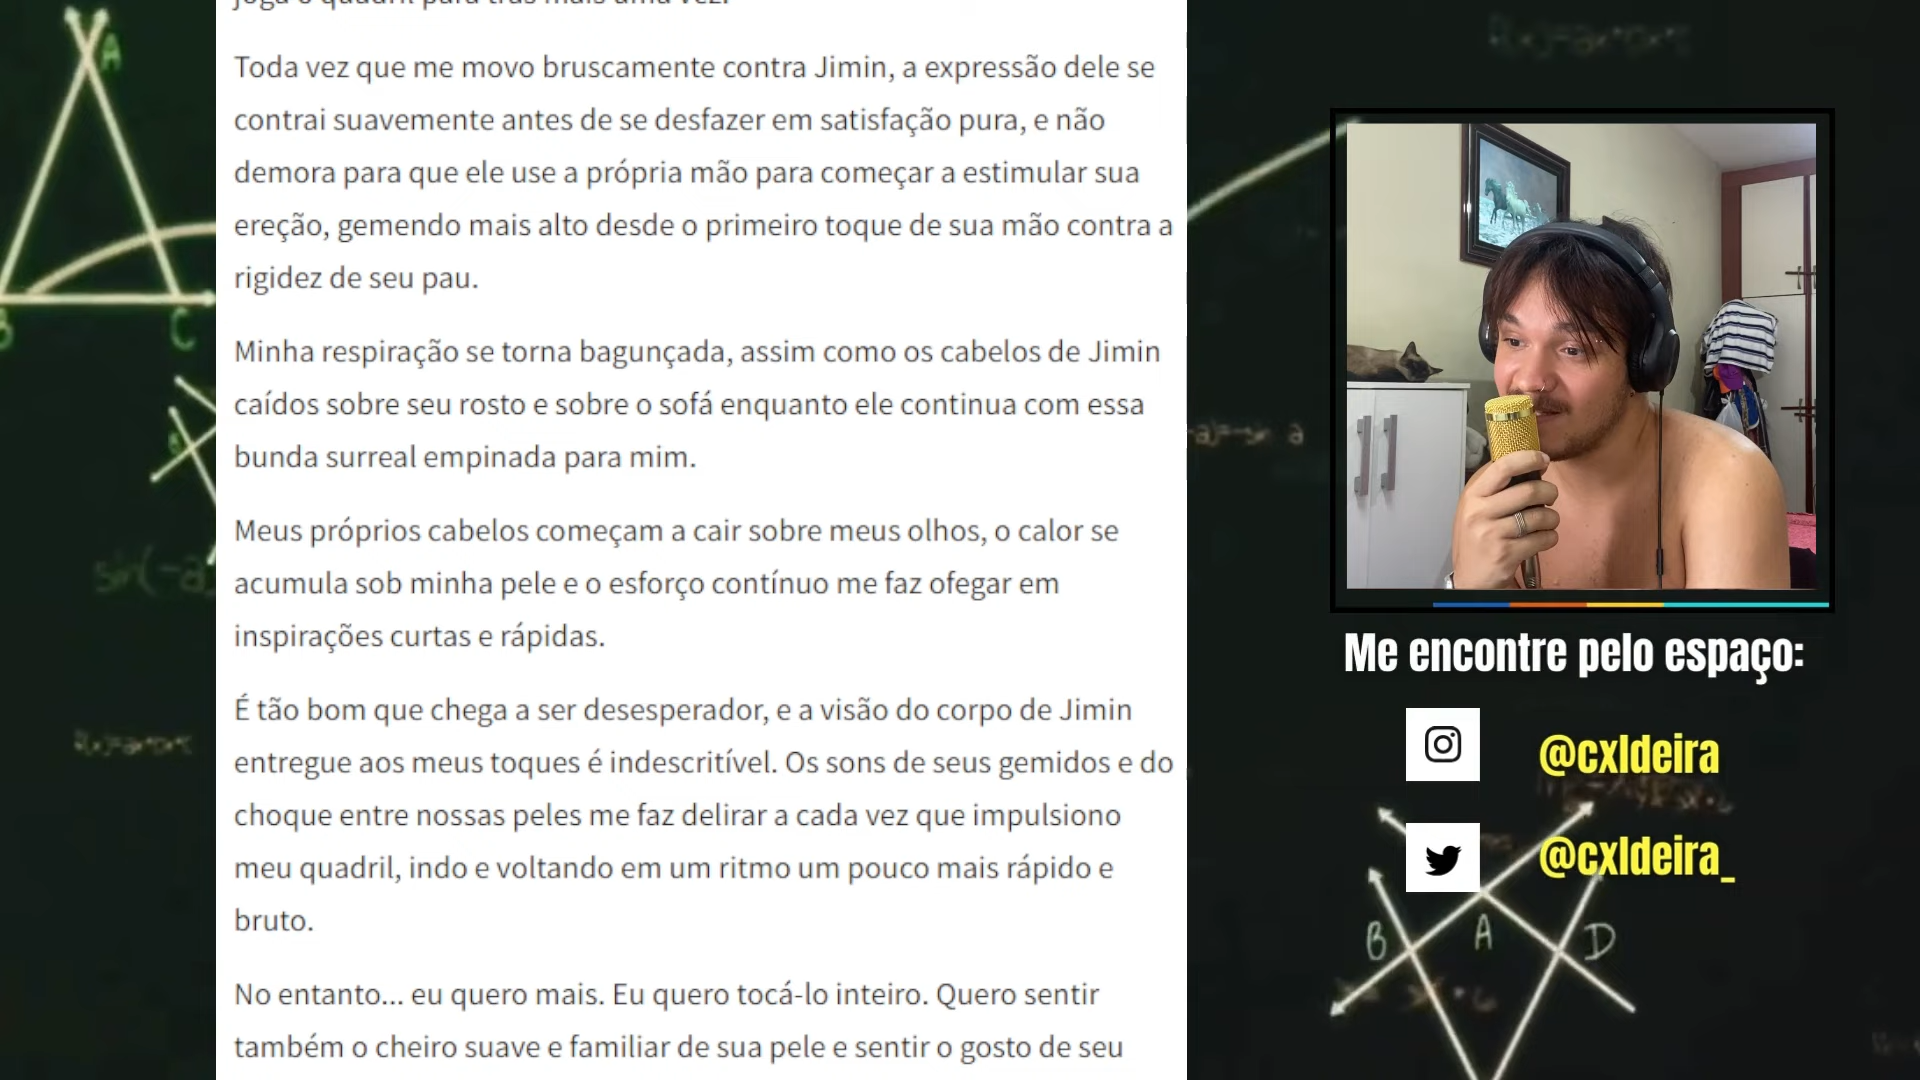 Toda vez que me movo bruscamente contra Jimin, a expressão dele se
contrai suavemente antes de se desfazer em satisfação pura, e não
demora para que ele use a própria mão para começar a estimular sua
ereção, gemendo mais alto desde o primeiro toque de sua mão contra a
rigidez de seu pau.
Minha respiração se torna bagunçada, assim como os cabelos de Jimin
caídos sobre seu rosto e sobre o sofá enquanto ele continua com essa
bunda surreal empinada para mim.
Meus próprios cabelos começam a cair sobre meus olhos, o calor se
acumula sob minha pele e o esforço contínuo me faz ofegar em
inspirações curtas e rápidas.
É tão bom que chega a ser desesperador, e a visão do corpo de Jimin
entregue aos meus toques é indescritível. Os sons de seus gemidos e do
choque entre nossas peles me faz delirar a cada vez que impulsiono
meu quadril, indo e voltando em um ritmo um pouco mais rápido e
bruto.
No entanto... eu quero mais. Eu quero tocá-lo inteiro. Quero sentir
também o cheiro suave e familiar de sua pele e sentir o gosto de seu
Me encontre pelo espaço:
@cxldeira
@cxldeira_
A
B
C
sin(-a)
B
A
D